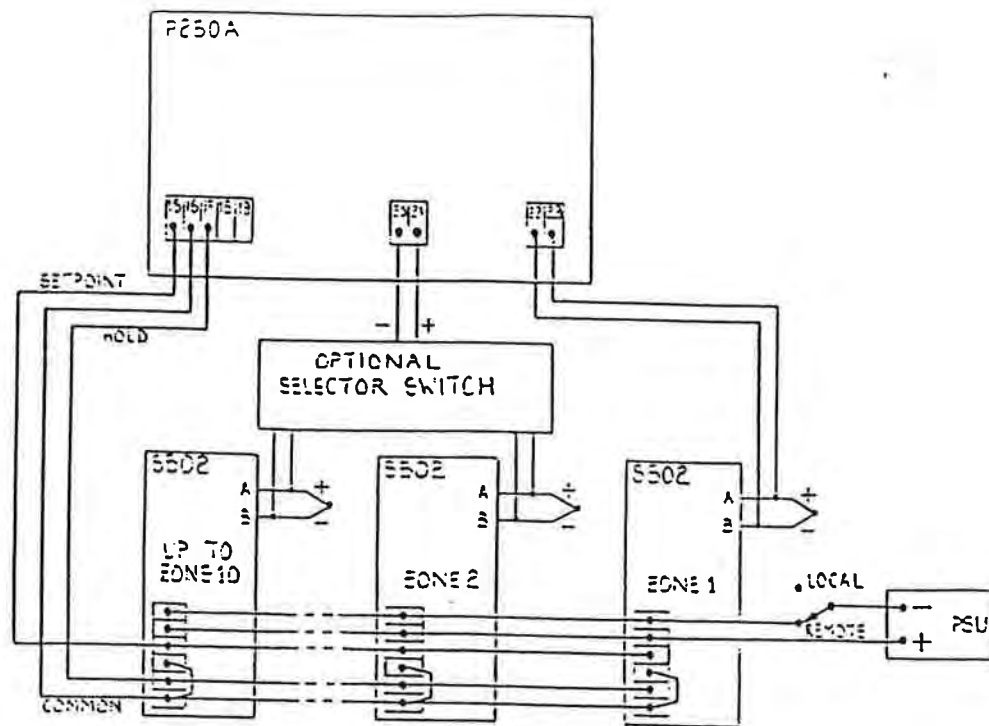 P250A
SETPOINT
HOLD
- +
OPTIONAL
SELECTOR SWITCH
5502
A +
B -
UP TO
ZONE 10
5502
A +
B -
ZONE 2
5502
A +
B -
ZONE 1
LOCAL
REMOTE
-
+
PSU
COMMON